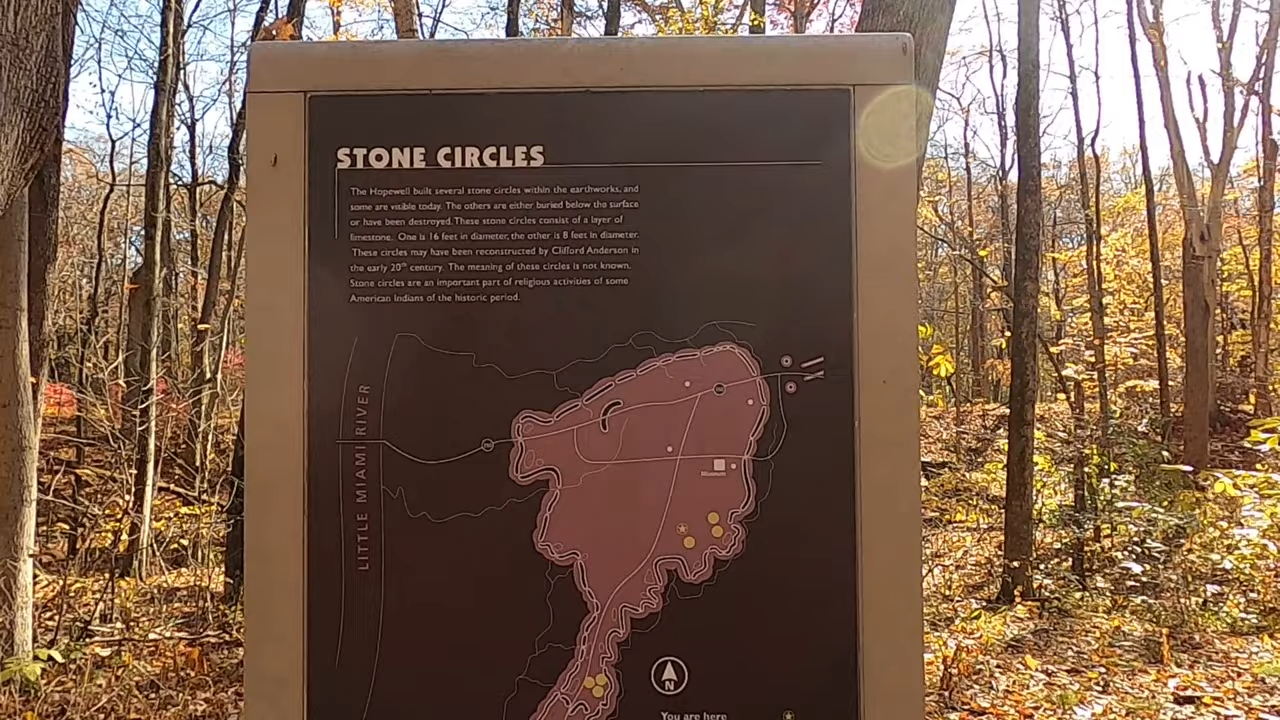 STONE CIRCLES
The Hopewell built several stone circles within the earthworks, and
some are visible today. The others are either buried below the surface
or have been destroyed. These stone circles consist of a layer of
limestone. One is 16 feet in diameter, the other is 8 feet in diameter.
These circles may have been reconstructed by Clifford Anderson in
the early 20th century. The meaning of these circles is not known.
Stone circles are an important part of religious activities of some
American Indians of the historic period.
LITTLE MIAMI RIVER
Museum
N
You are here